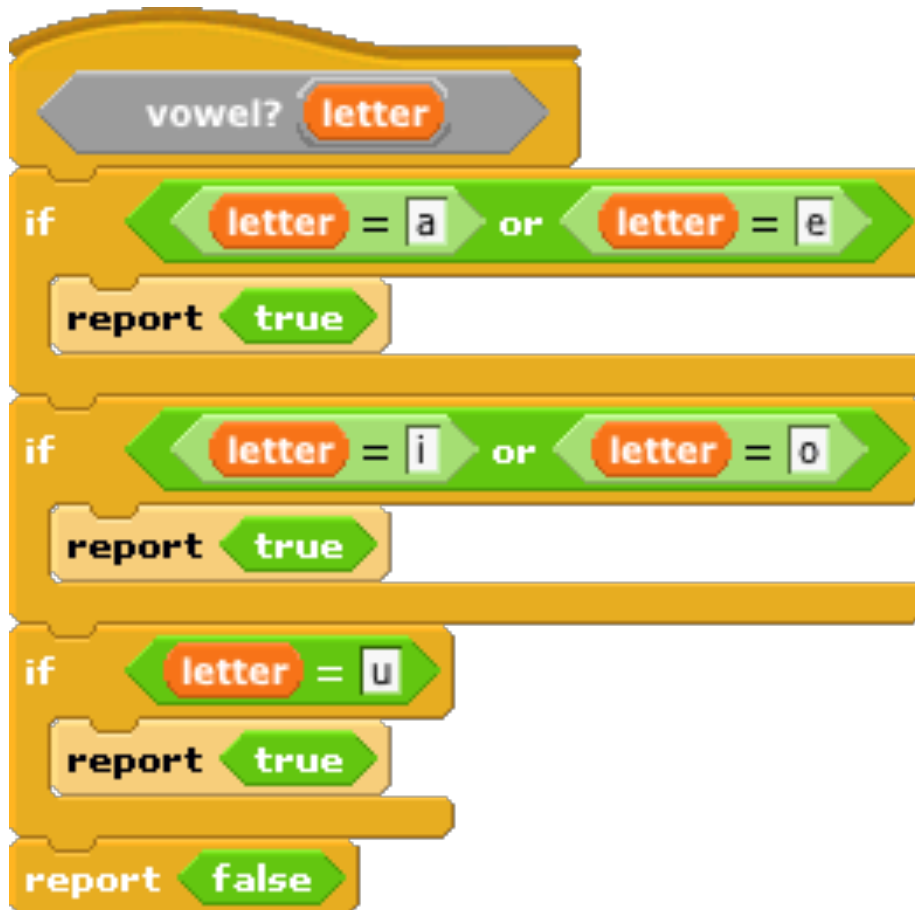 vowel? letter
if letter = a or letter = e
report true
if letter = i or letter = o
report true
if letter = u
report true
report false